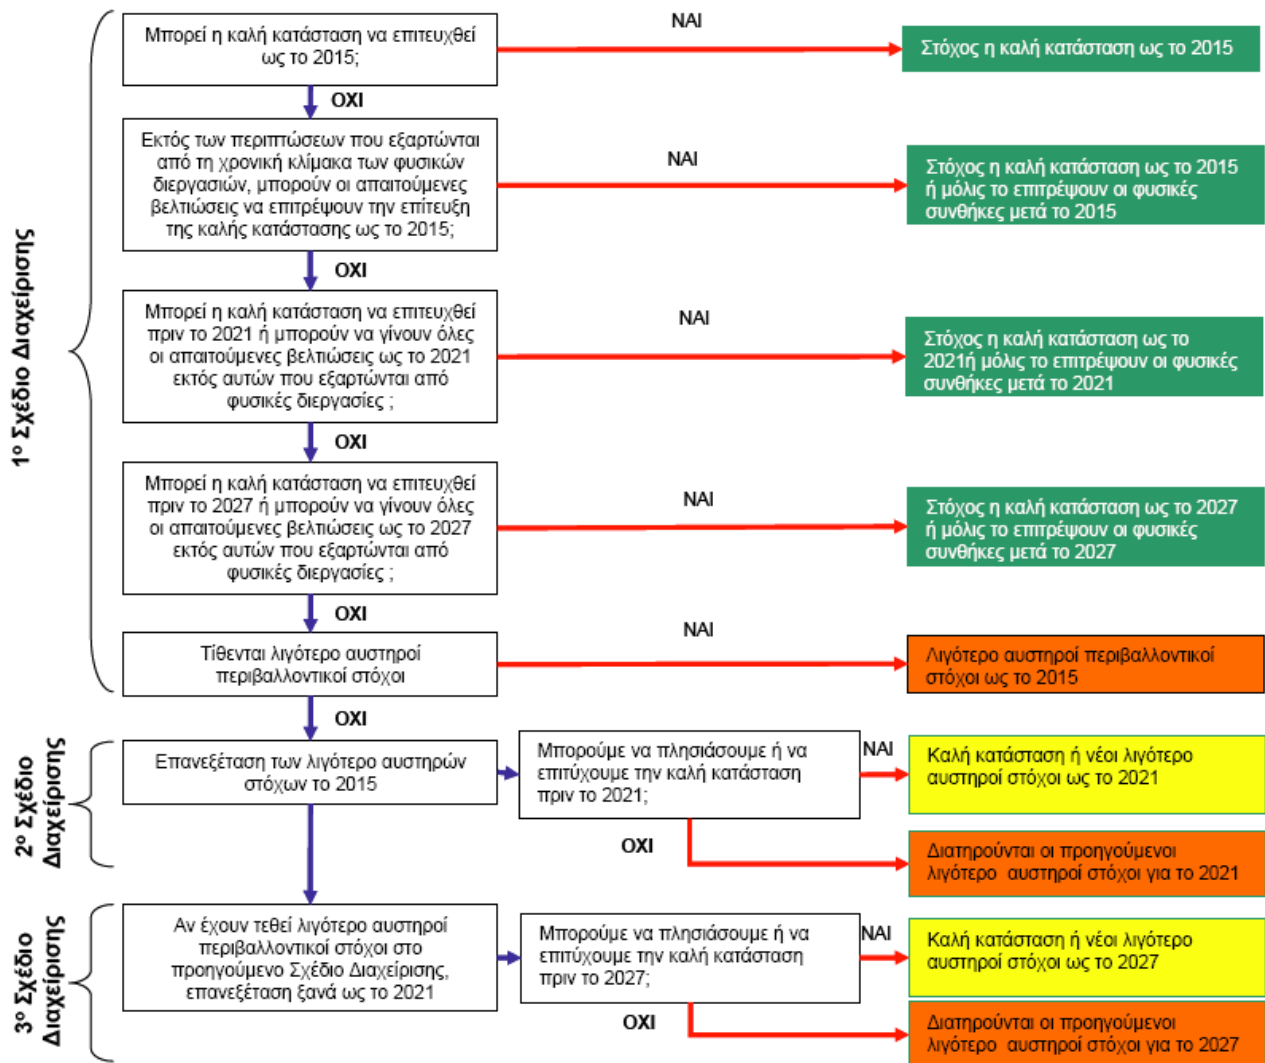 1º Σχέδιο Διαχείρισης
Μπορεί η καλή κατάσταση να επιτευχθεί
ως το 2015;
ΝΑΙ
Στόχος η καλή κατάσταση ως το 2015
ΟΧΙ
Εκτός των περιπτώσεων που εξαρτώνται
από τη χρονική κλίμακα των φυσικών
διεργασιών, μπορούν οι απαιτούμενες
βελτιώσεις να επιτρέψουν την επίτευξη
της καλής κατάστασης ως το 2015;
ΝΑΙ
Στόχος η καλή κατάσταση ως το 2015
ή μόλις το επιτρέψουν οι φυσικές
συνθήκες μετά το 2015
ΟΧΙ
Μπορεί η καλή κατάσταση να επιτευχθεί
πριν το 2021 ή μπορούν να γίνουν όλες
οι απαιτούμενες βελτιώσεις ως το 2021
εκτός αυτών που εξαρτώνται από
φυσικές διεργασίες ;
ΝΑΙ
Στόχος η καλή κατάσταση ως το
2021ή μόλις το επιτρέψουν οι φυσικές
συνθήκες μετά το 2021
ΟΧΙ
Μπορεί η καλή κατάσταση να επιτευχθεί
πριν το 2027 ή μπορούν να γίνουν όλες
οι απαιτούμενες βελτιώσεις ως το 2027
εκτός αυτών που εξαρτώνται από
φυσικές διεργασίες ;
ΝΑΙ
Στόχος η καλή κατάσταση ως το 2027
ή μόλις το επιτρέψουν οι φυσικές
συνθήκες μετά το 2027
ΟΧΙ
Τίθενται λιγότερο αυστηροί
περιβαλλοντικοί στόχοι
ΝΑΙ
Λιγότερο αυστηροί περιβαλλοντικοί
στόχοι ως το 2015
ΟΧΙ
2º Σχέδιο
Διαχείρισης
Επανεξέταση των λιγότερο αυστηρών
στόχων το 2015
Μπορούμε να πλησιάσουμε ή να
επιτύχουμε την καλή κατάσταση
πριν το 2021;
ΝΑΙ
Καλή κατάσταση ή νέοι λιγότερο
αυστηροί στόχοι ως το 2021
ΟΧΙ
Διατηρούνται οι προηγούμενοι
λιγότερο  αυστηροί στόχοι για το 2021
3º Σχέδιο
Διαχείρισης
Αν έχουν τεθεί λιγότερο αυστηροί
περιβαλλοντικοί στόχοι στο
προηγούμενο Σχέδιο Διαχείρισης,
επανεξέταση ξανά ως το 2021
Μπορούμε να πλησιάσουμε ή να
επιτύχουμε την καλή κατάσταση
πριν το 2027;
ΝΑΙ
Καλή κατάσταση ή νέοι λιγότερο
αυστηροί στόχοι ως το 2027
ΟΧΙ
Διατηρούνται οι προηγούμενοι
λιγότερο  αυστηροί στόχοι για το 2027